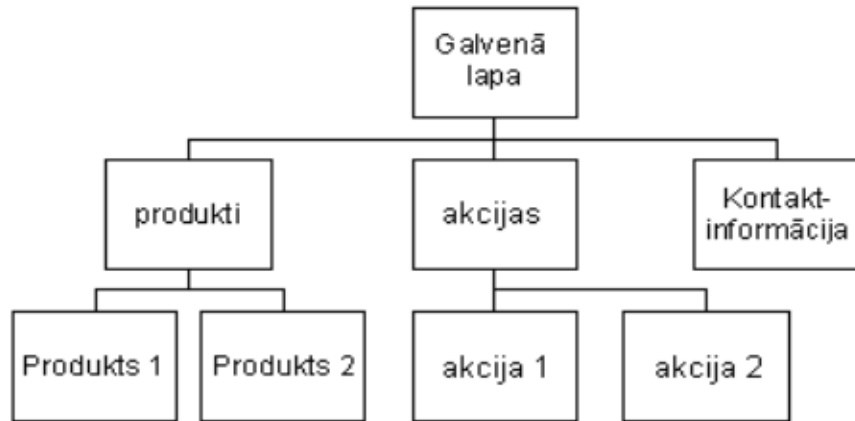 Galvenā
lapa
produkti
akcijas
Kontakt-
informācija
Produkts 1
Produkts 2
akcija 1
akcija 2